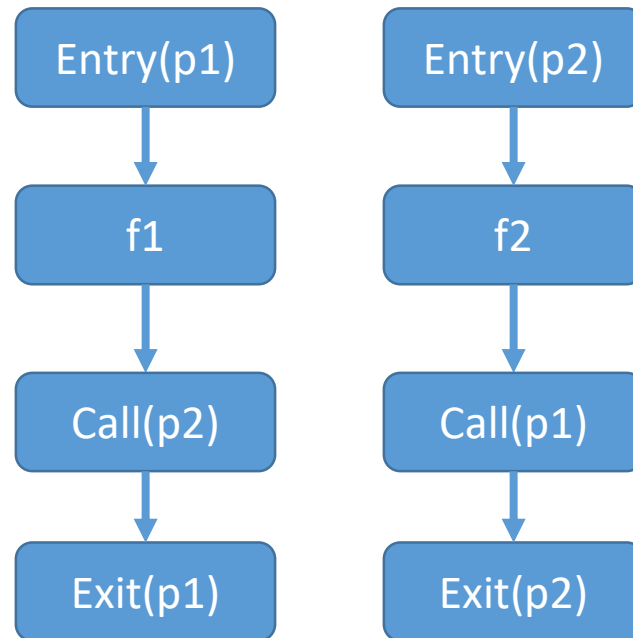 Entry(p1)
f1
Call(p2)
Exit(p1)
Entry(p2)
f2
Call(p1)
Exit(p2)